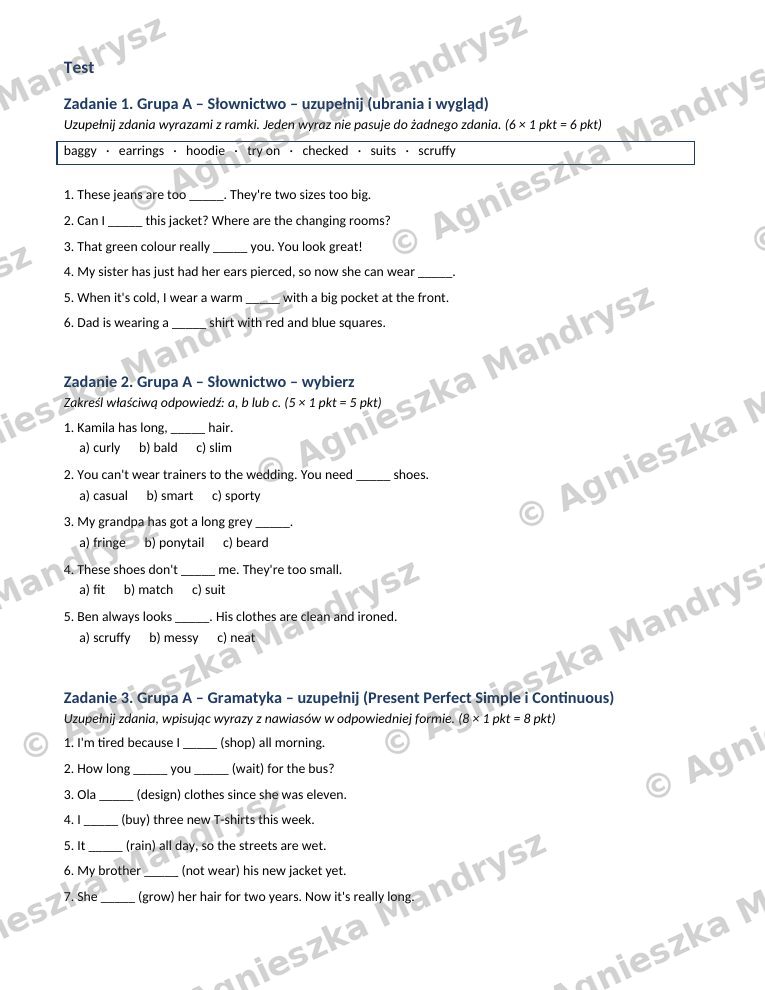 Test
Zadanie 1. Grupa A – Słownictwo – uzupełnij (ubrania i wygląd)
Uzupełnij zdania wyrazami z ramki. Jeden wyraz nie pasuje do żadnego zdania. (6 × 1 pkt = 6 pkt)
baggy · earrings · hoodie · try on · checked · suits · scruffy
1. These jeans are too _____. They're two sizes too big.
2. Can I _____ this jacket? Where are the changing rooms?
3. That green colour really _____ you. You look great!
4. My sister has just had her ears pierced, so now she can wear _____.
5. When it's cold, I wear a warm _____ with a big pocket at the front.
6. Dad is wearing a _____ shirt with red and blue squares.
Zadanie 2. Grupa A – Słownictwo – wybierz
Zakreśl właściwą odpowiedź: a, b lub c. (5 × 1 pkt = 5 pkt)
1. Kamila has long, _____ hair.
a) curly b) bald c) slim
2. You can't wear trainers to the wedding. You need _____ shoes.
a) casual b) smart c) sporty
3. My grandpa has got a long grey _____.
a) fringe b) ponytail c) beard
4. These shoes don't _____ me. They're too small.
a) fit b) match c) suit
5. Ben always looks _____. His clothes are clean and ironed.
a) scruffy b) messy c) neat
Zadanie 3. Grupa A – Gramatyka – uzupełnij (Present Perfect Simple i Continuous)
Uzupełnij zdania, wpisując wyrazy z nawiasów w odpowiedniej formie. (8 × 1 pkt = 8 pkt)
1. I'm tired because I _____ (shop) all morning.
2. How long _____ you _____ (wait) for the bus?
3. Ola _____ (design) clothes since she was eleven.
4. I _____ (buy) three new T-shirts this week.
5. It _____ (rain) all day, so the streets are wet.
6. My brother _____ (not wear) his new jacket yet.
7. She _____ (grow) her hair for two years. Now it's really long.
© Agnieszka Mandrysz